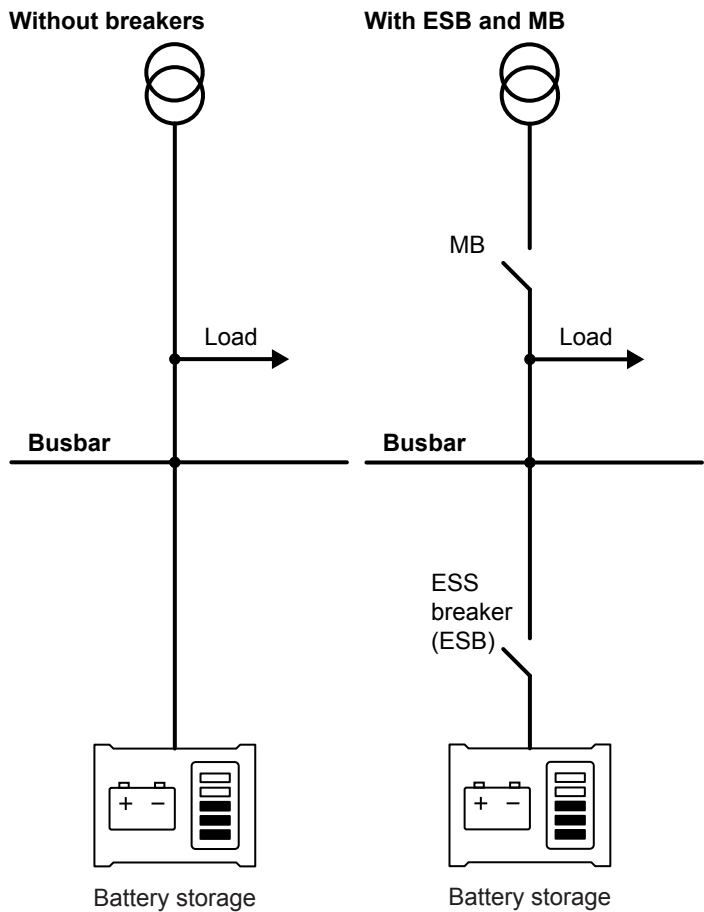 Without breakers
With ESB and MB
MB
Load
Load
Busbar
Busbar
ESS
breaker
(ESB)
+ −
+ −
Battery storage
Battery storage